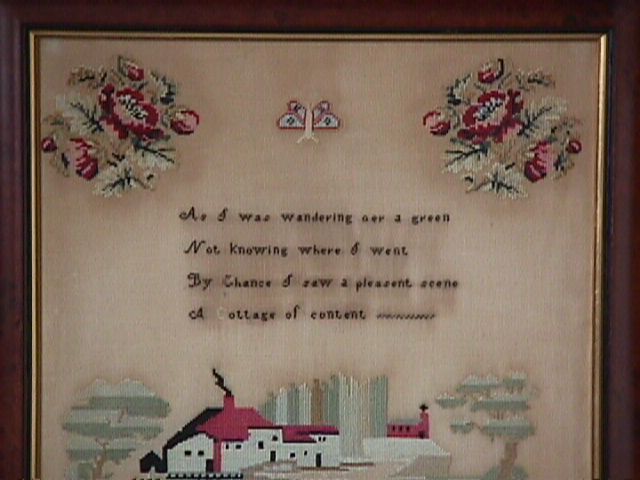 As I was wandering oer a green
Not knowing where I went
By Chance I saw a pleasent scene
A Cottage of content